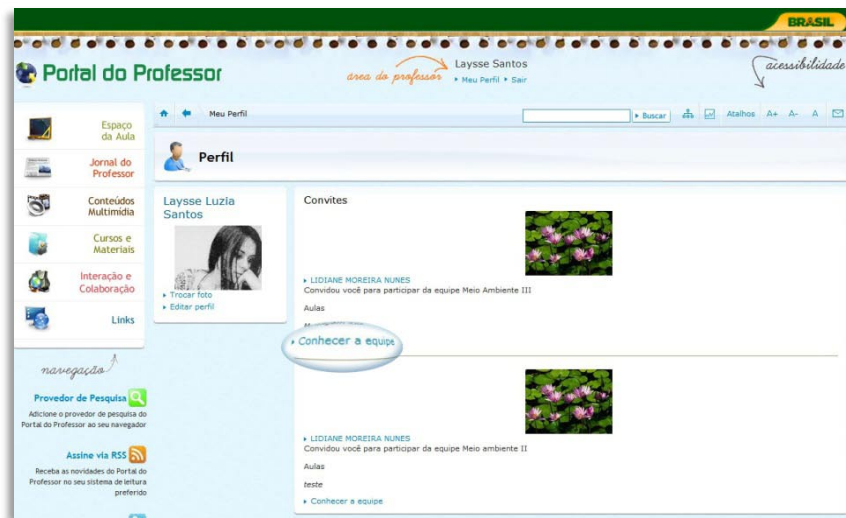 BRASIL
Portal do Professor
área do professor
Laysse Santos
Meu Perfil Sair
acessibilidade
Meu Perfil
Buscar
Atalhos A+ A- A
Espaço
da Aula
Jornal do
Professor
Conteúdos
Multimídia
Cursos e
Materiais
Interação e
Colaboração
Links
navegação
Provedor de Pesquisa
Adicione o provedor de pesquisa do
Portal do Professor ao seu navegador
Assine via RSS
Receba as novidades do Portal do
Professor no seu sistema de leitura
preferido
Perfil
Laysse Luzia
Santos
Trocar foto
Editar perfil
Convites
LIDIANE MOREIRA NUNES
Convidou você para participar da equipe Meio Ambiente III
Aulas
Conhecer a equipe
LIDIANE MOREIRA NUNES
Convidou você para participar da equipe Meio ambiente II
Aulas
teste
Conhecer a equipe